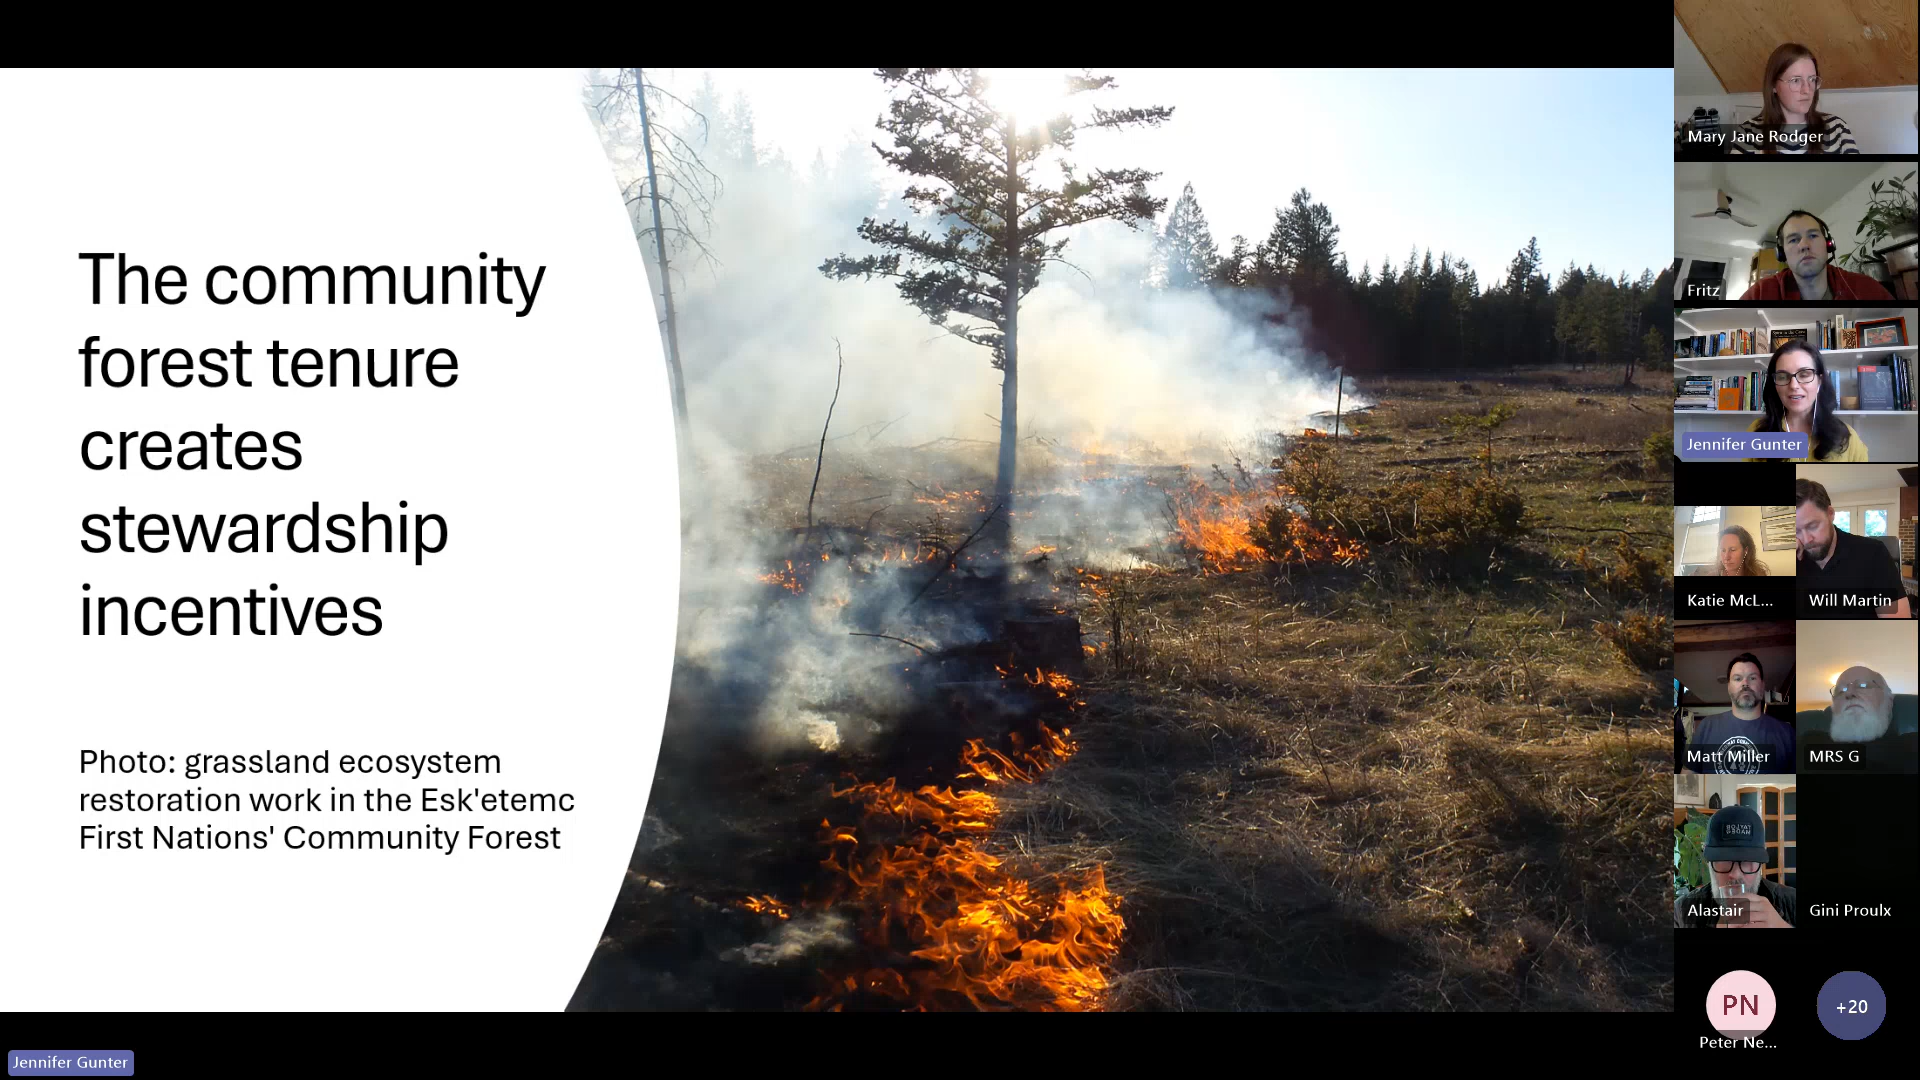 The community
forest tenure
creates
stewardship
incentives
Photo: grassland ecosystem
restoration work in the Esk'etemc
First Nations' Community Forest
Jennifer Gunter
Mary Jane Rodger
Fritz
Jennifer Gunter
Katie McL...
Will Martin
Matt Miller
MRS G
Alastair
Gini Proulx
PN
Peter Ne...
+20